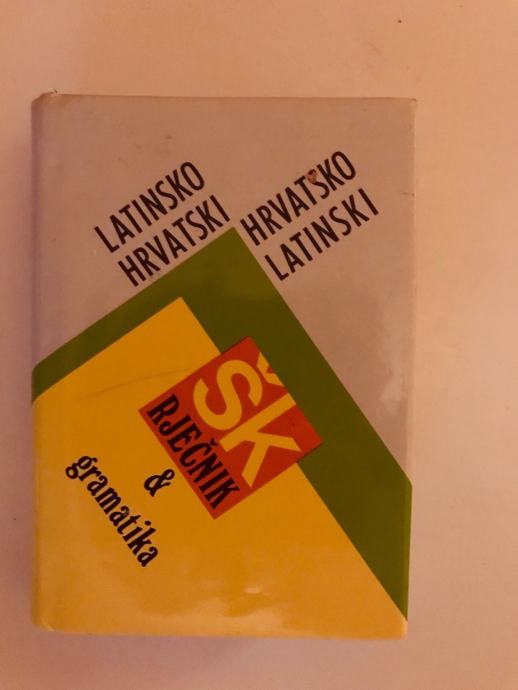 LATINSKO
HRVATSKI
HRVATSKO
LATINSKI
šk
RJEČNIK
&
gramatika